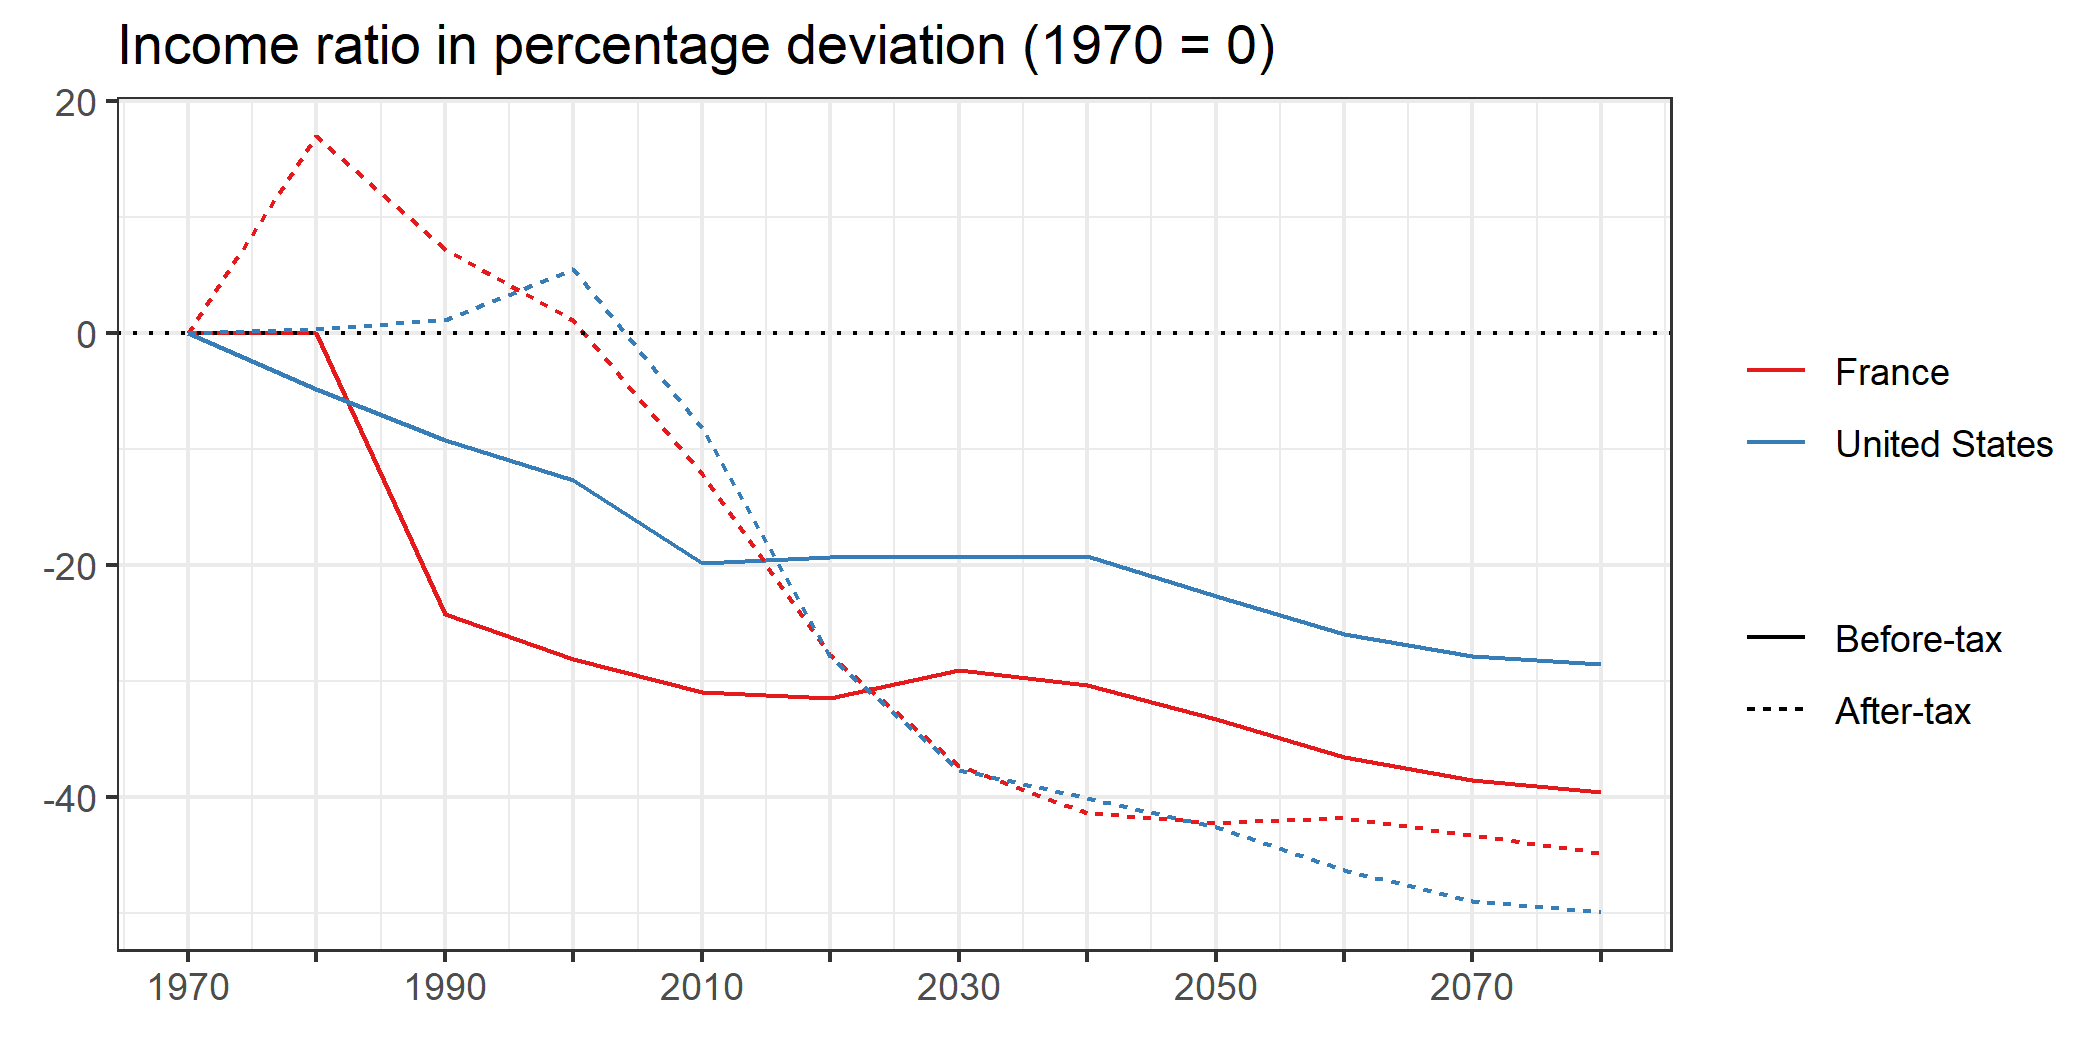 Income ratio in percentage deviation (1970 = 0)
20
0
-20
-40
1970 1990 2010 2030 2050 2070
France
United States
Before-tax
After-tax